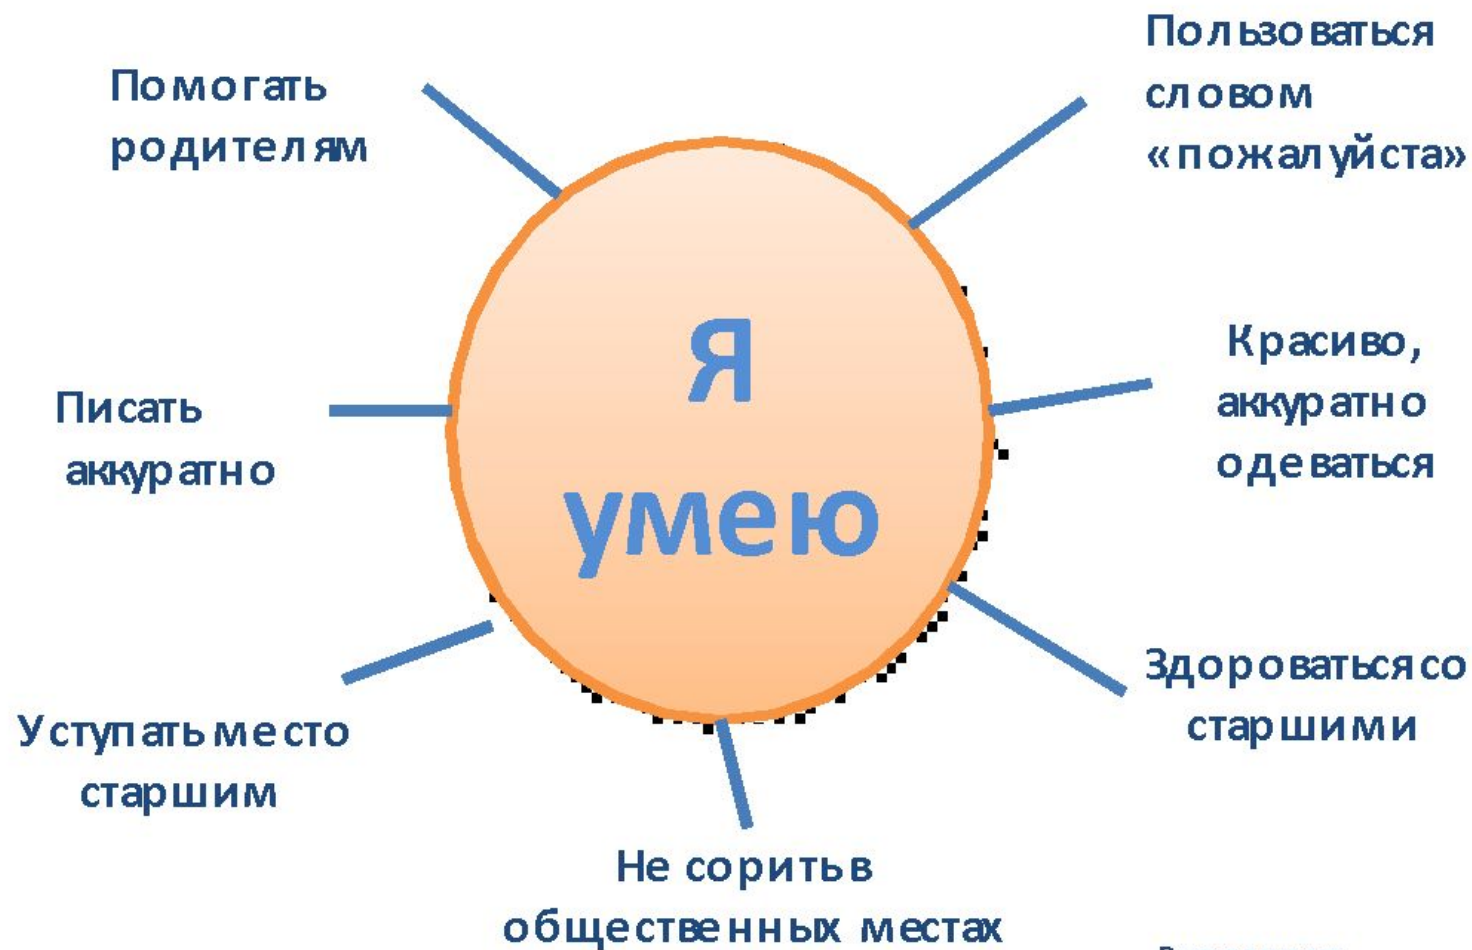 Пользоваться
словом
«пожалуйста»
Помогать
родителям
Я
умею
Красиво,
аккуратно
одеваться
Писать
аккуратно
Здороваться со
старшими
Уступать место
старшим
Не сорить в
общественных местах